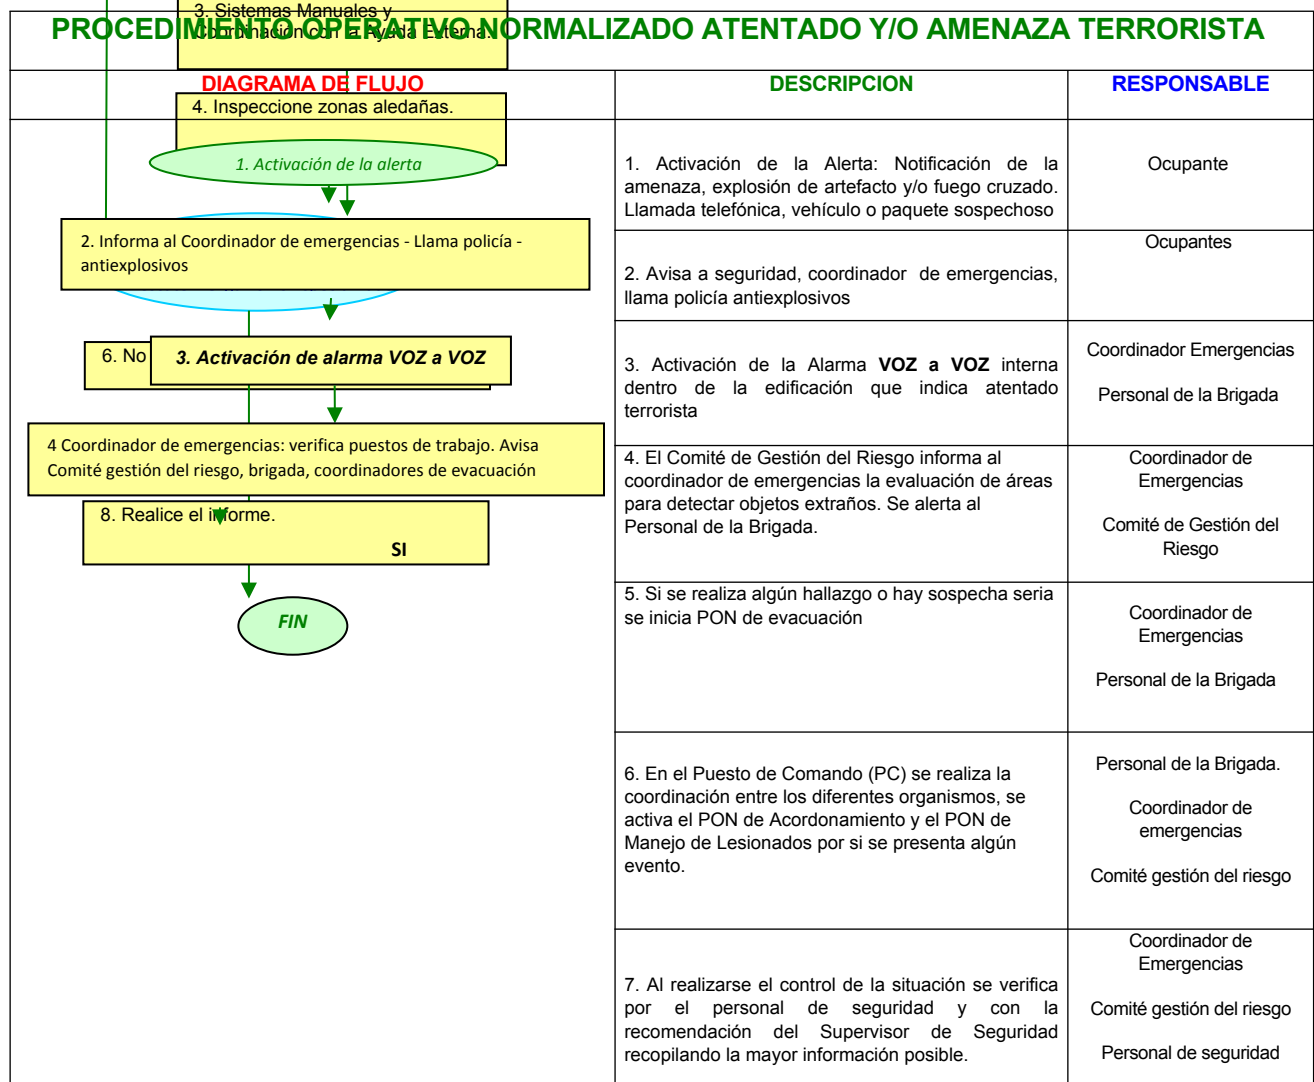 3. Sistemas Manuales y
Coordinación con la Ayuda Externa.
PROCEDIMIENTO OPERATIVO NORMALIZADO ATENTADO Y/O AMENAZA TERRORISTA
DIAGRAMA DE FLUJO
DESCRIPCION
RESPONSABLE
4. Inspeccione zonas aledañas.
1. Activación de la alerta
2. Informa al Coordinador de emergencias - Llama policía -
antiexplosivos
6. No
3. Activación de alarma VOZ a VOZ
4 Coordinador de emergencias: verifica puestos de trabajo. Avisa
Comité gestión del riesgo, brigada, coordinadores de evacuación
8. Realice el informe.
SI
FIN
1. Activación de la Alerta: Notificación de la
amenaza, explosión de artefacto y/o fuego cruzado.
Llamada telefónica, vehículo o paquete sospechoso
Ocupante
2. Avisa a seguridad, coordinador de emergencias,
llama policía antiexplosivos
Ocupantes
3. Activación de la Alarma VOZ a VOZ interna
dentro de la edificación que indica atentado
terrorista
Coordinador Emergencias
Personal de la Brigada
4. El Comité de Gestión del Riesgo informa al
coordinador de emergencias la evaluación de áreas
para detectar objetos extraños. Se alerta al
Personal de la Brigada.
Coordinador de
Emergencias
Comité de Gestión del
Riesgo
5. Si se realiza algún hallazgo o hay sospecha seria
se inicia PON de evacuación
Coordinador de
Emergencias
Personal de la Brigada
6. En el Puesto de Comando (PC) se realiza la
coordinación entre los diferentes organismos, se
activa el PON de Acordonamiento y el PON de
Manejo de Lesionados por si se presenta algún
evento.
Personal de la Brigada.
Coordinador de
emergencias
Comité gestión del riesgo
7. Al realizarse el control de la situación se verifica
por el personal de seguridad y con la
recomendación del Supervisor de Seguridad
recopilando la mayor información posible.
Coordinador de
Emergencias
Comité gestión del riesgo
Personal de seguridad